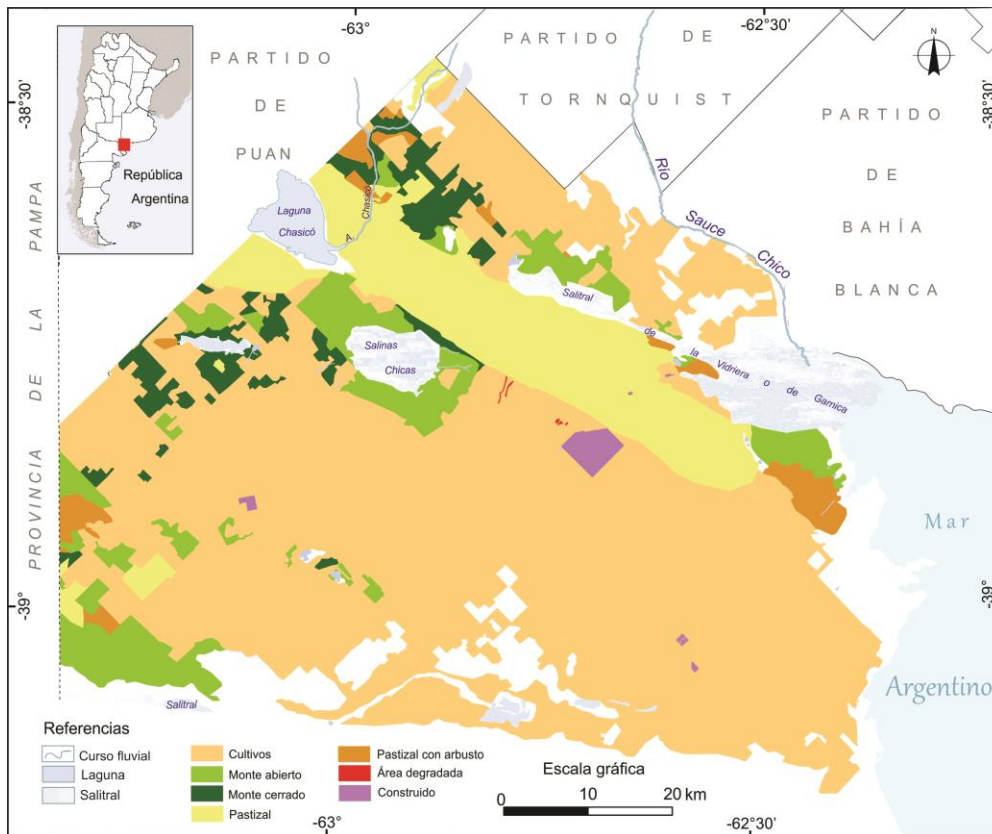 -63°
-62°30'
-38°30'
-38°30'
PARTIDO
DE
PUAN
PARTIDO DE
TORNQUIST
N
PARTIDO
DE
BAHÍA
BLANCA
República
Argentina
PROVINCIA DE LA PAMPA
Río
Sauce
Chico
Laguna
Chasicó
A. Chasicó
Salitral
de la Vidriera o de Garnica
Salinas
Chicas
Mar
Argentino
-39°
-39°
Salitral
Referencias
Curso fluvial
Laguna
Salitral
Cultivos
Monte abierto
Monte cerrado
Pastizal
Pastizal con arbusto
Área degradada
Construido
Escala gráfica
0 10 20 km
-63°
-62°30'